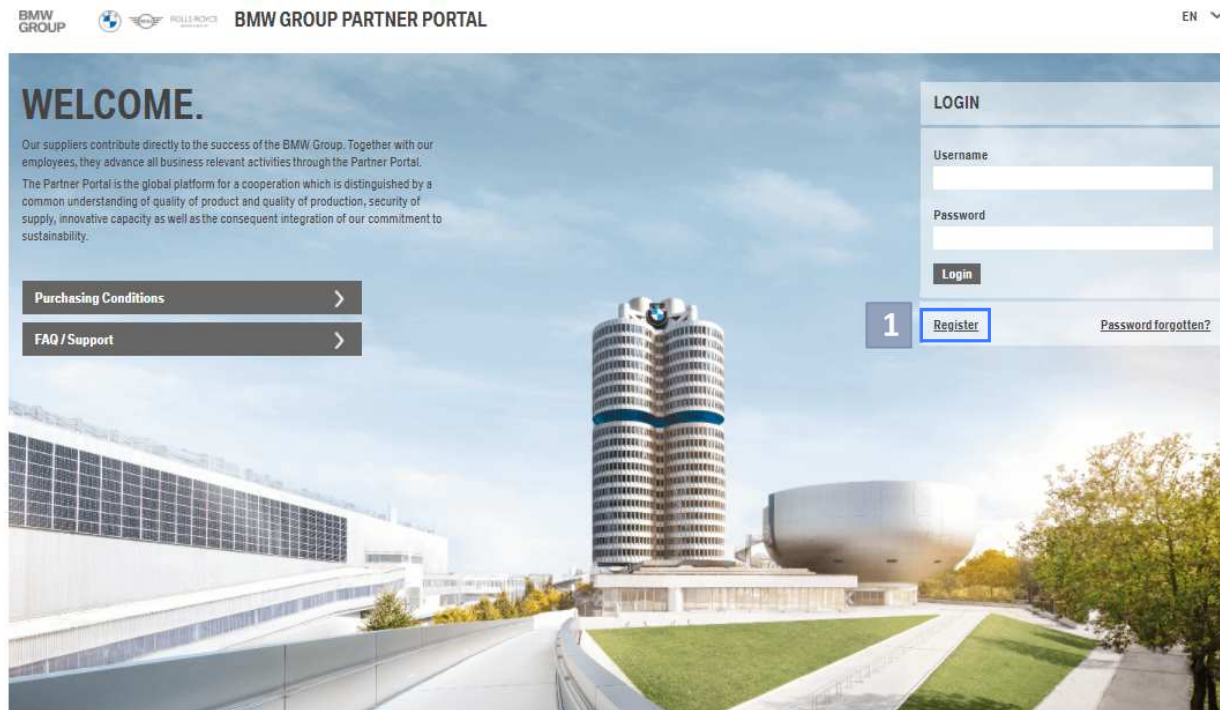 BMW
GROUP
ROLLS-ROYCE
BMW GROUP PARTNER PORTAL
EN
WELCOME.
Our suppliers contribute directly to the success of the BMW Group. Together with our
employees, they advance all business relevant activities through the Partner Portal.
The Partner Portal is the global platform for a cooperation which is distinguished by a
common understanding of quality of product and quality of production, security of
supply, innovative capacity as well as the consequent integration of our commitment to
sustainability.
Purchasing Conditions
FAQ / Support
LOGIN
Username
Password
Login
1
Register
Password forgotten?